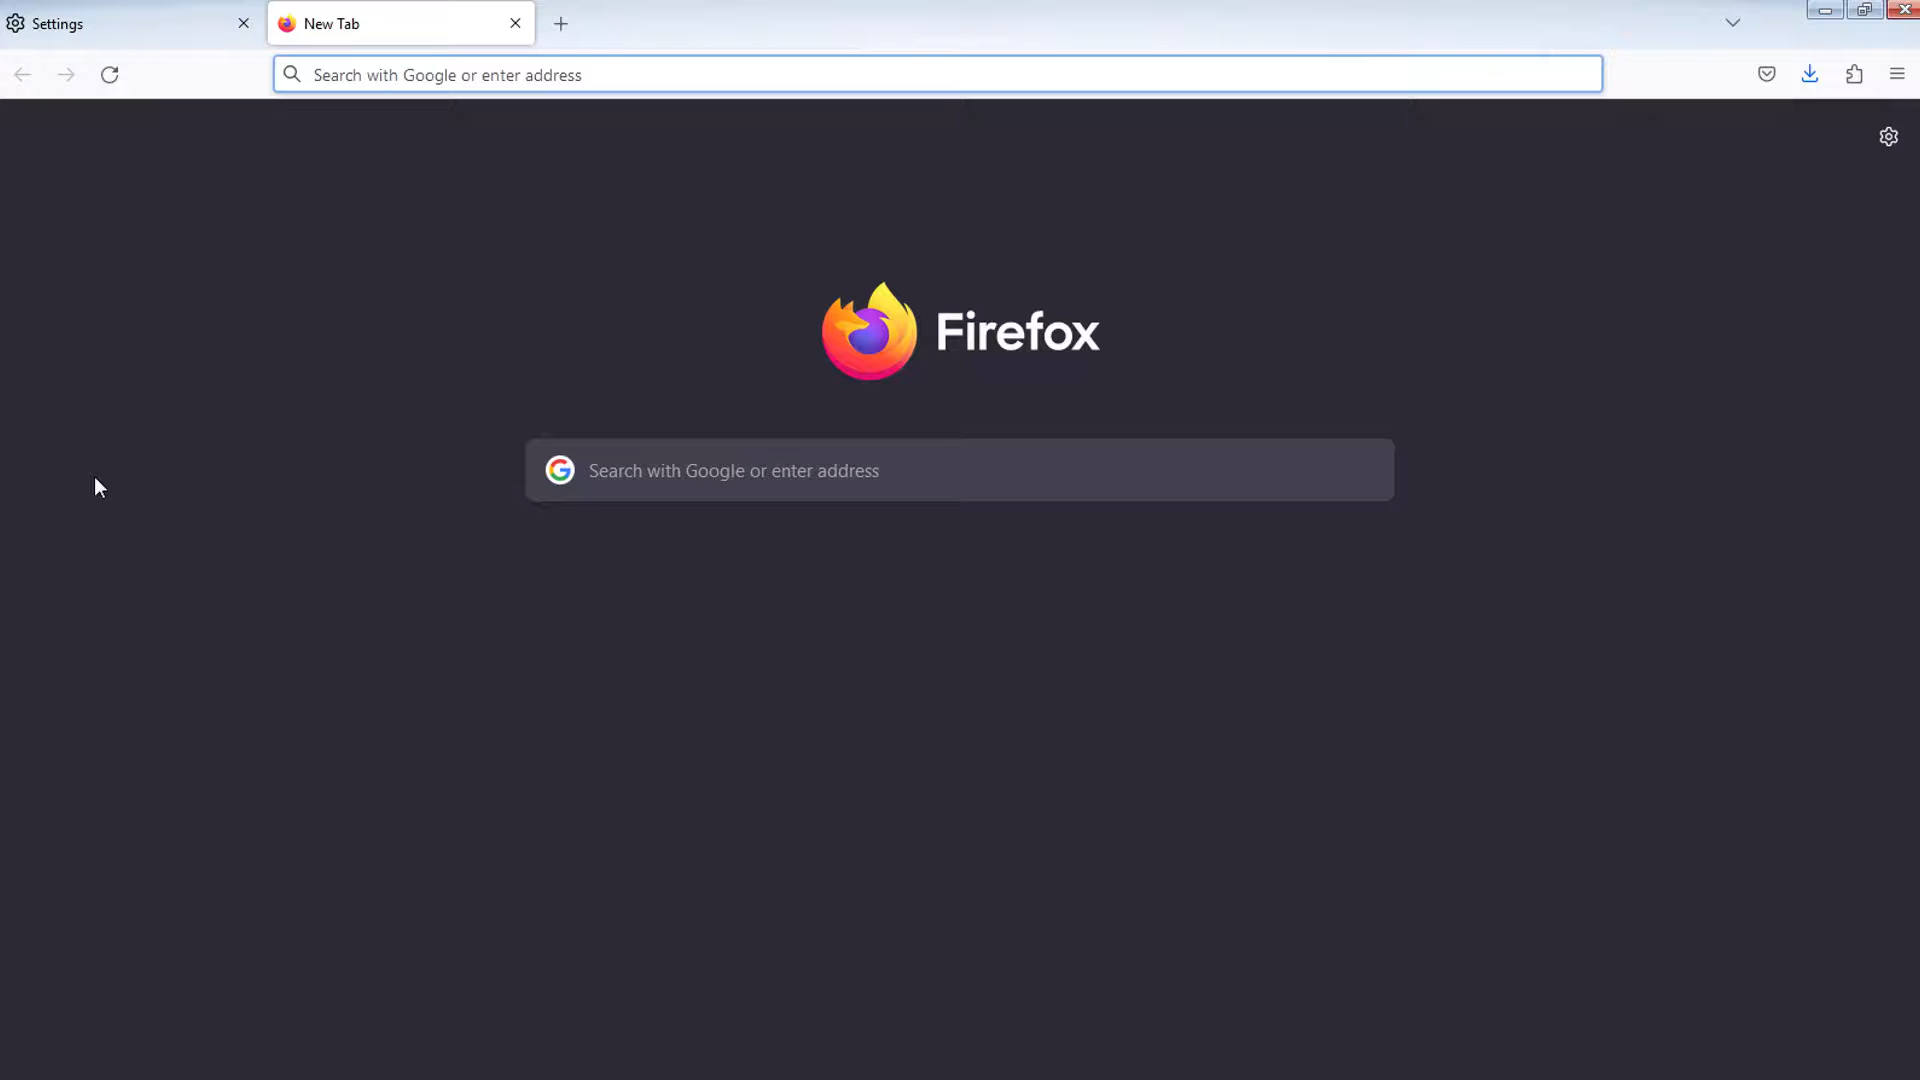 Settings
New Tab
Search with Google or enter address
Firefox
Search with Google or enter address